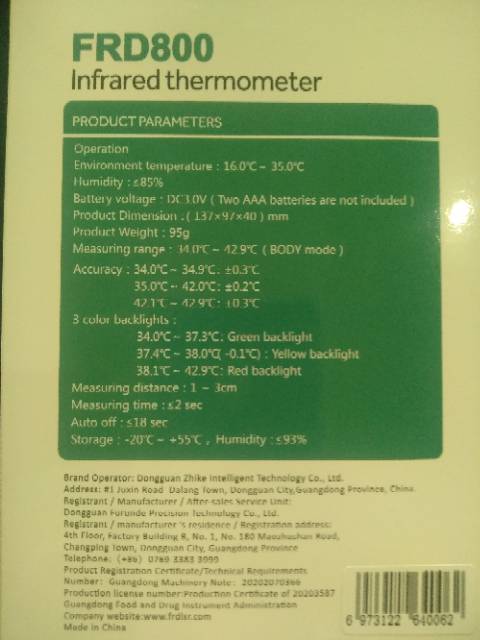 FRD800
Infrared thermometer
PRODUCT PARAMETERS
Operation
Environment temperature : 16.0℃ ~ 35.0℃
Humidity : ≤85%
Battery voltage : DC3.0V ( Two AAA batteries are not included )
Product Dimension : ( 137×97×40 ) mm
Product Weight : 95g
Measuring range : 34.0℃ ~ 42.9℃ ( BODY mode )
Accuracy : 34.0℃ ~ 34.9℃: ±0.3℃
35.0℃ ~ 42.0℃: ±0.2℃
42.1℃ ~ 42.9℃: ±0.3℃
3 color backlights :
34.0℃ ~ 37.3℃: Green backlight
37.4℃ ~ 38.0℃( -0.1℃) : Yellow backlight
38.1℃ ~ 42.9℃: Red backlight
Measuring distance : 1 ~ 3cm
Measuring time : ≤2 sec
Auto off : ≤18 sec
Storage : -20℃ ~ +55℃ , Humidity : ≤93%
Brand Operator: Dongguan Zhike Intelligent Technology Co., Ltd.
Address: #1 Juxin Road Dalang Town, Dongguan City,Guangdong Province, China.
Registrant / Manufacturer / After-sales Service Unit:
Dongguan Furunde Precision Technology Co., Ltd.
Registrant / manufacturer 's residence / Registration address:
4th Floor, Factory Building B, No. 1, No. 180 Road,
Changping Town, Dongguan City, Guangdong Province
Telephone: (+86) 0769 3383 3999
Product Registration Certificate/Technical Requirements
Number: Guangdong Machinery Note: 20202070366
Production license number:Production Certificate of 20203587
Guangdong Food and Drug Instrument Administration
Company website:www.frdlsr.com
Made in China
6 973122 640062